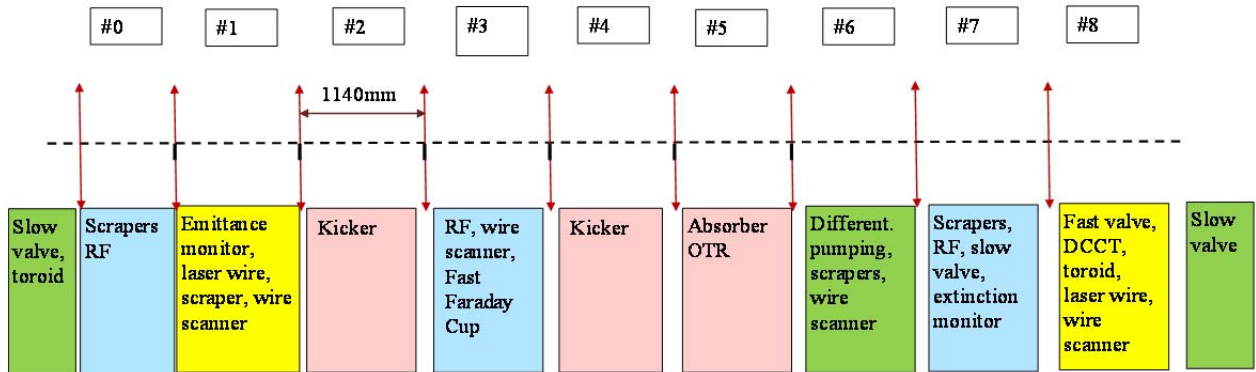 #0
#1
#2
#3
#4
#5
#6
#7
#8
1140mm
Slow
valve,
toroid
Scrapers
RF
Emittance
monitor,
laser wire,
scraper, wire
scanner
Kicker
RF, wire
scanner,
Fast
Faraday
Cup
Kicker
Absorber
OTR
Different.
pumping,
scrapers,
wire
scanner
Scrapers,
RF, slow
valve,
extinction
monitor
Fast valve,
DCCT,
toroid,
laser wire,
wire
scanner
Slow
valve